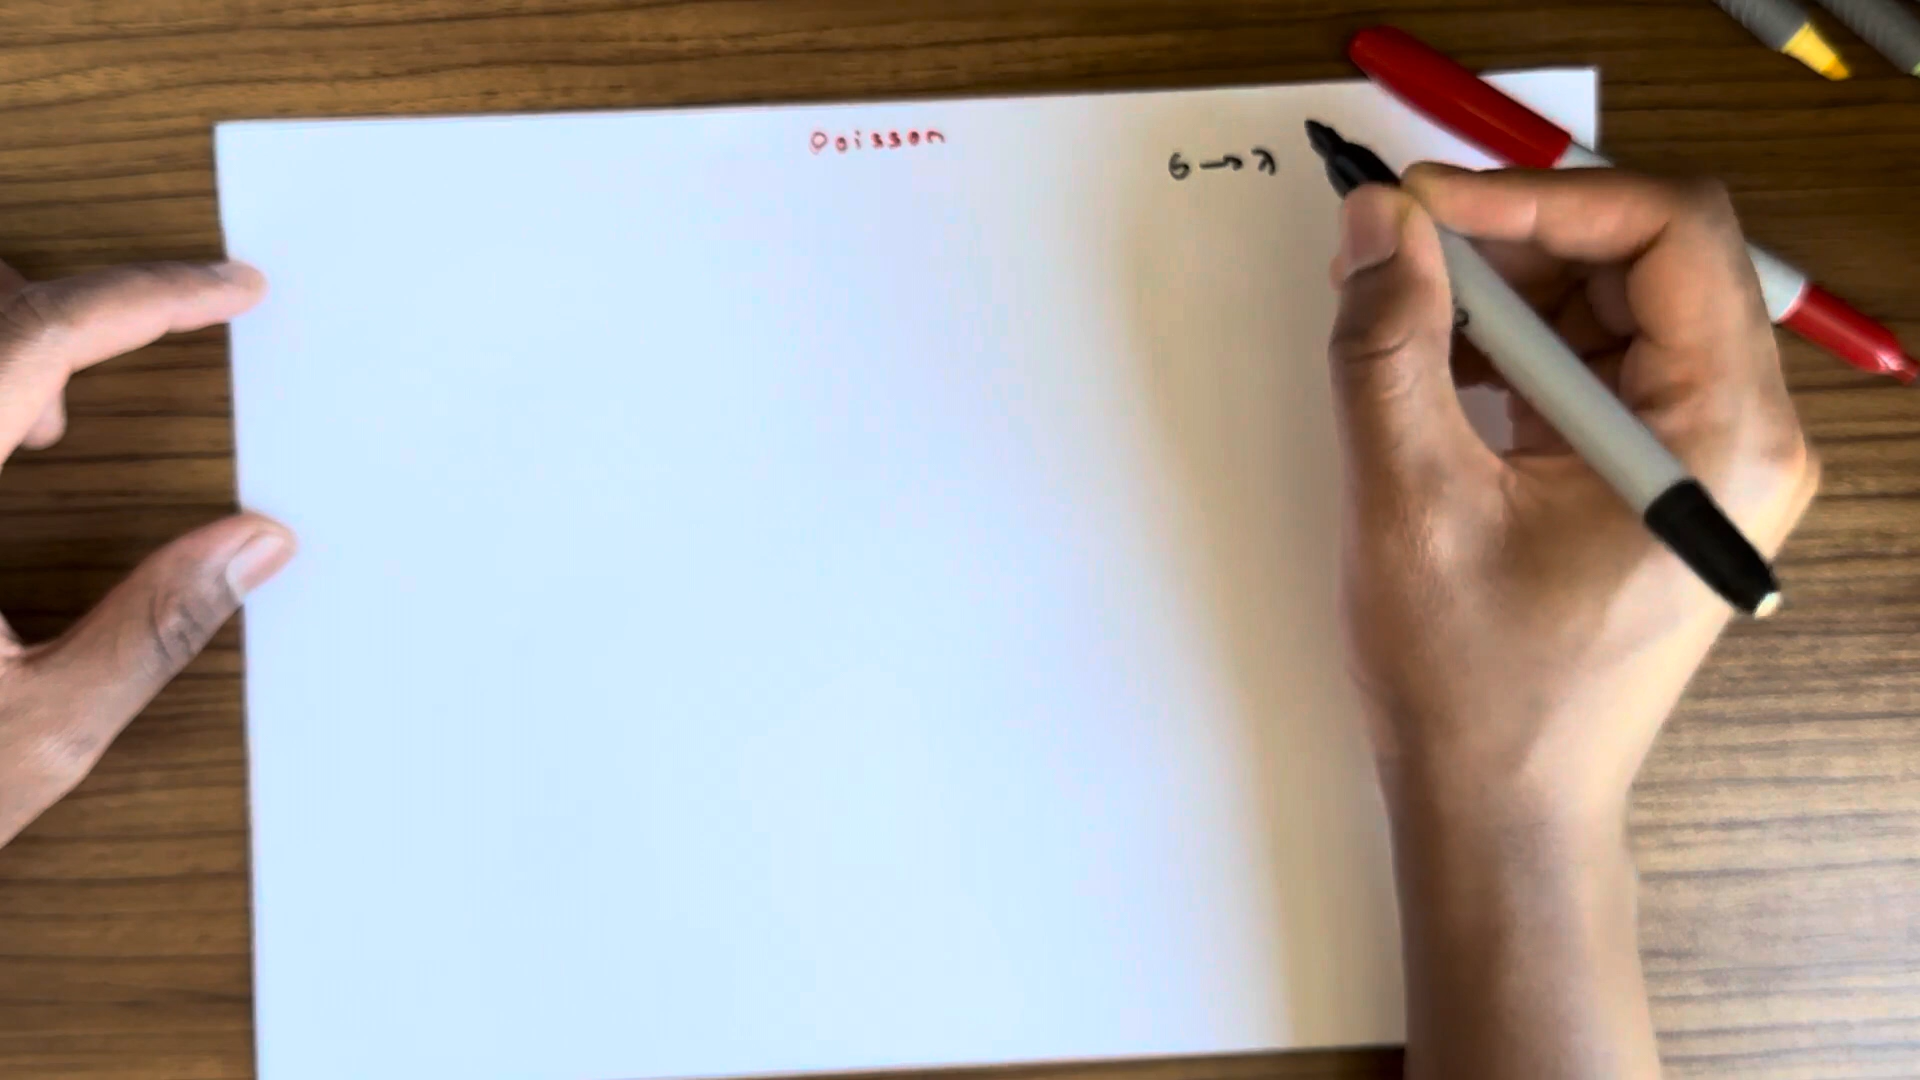 Poisson
6 → λ